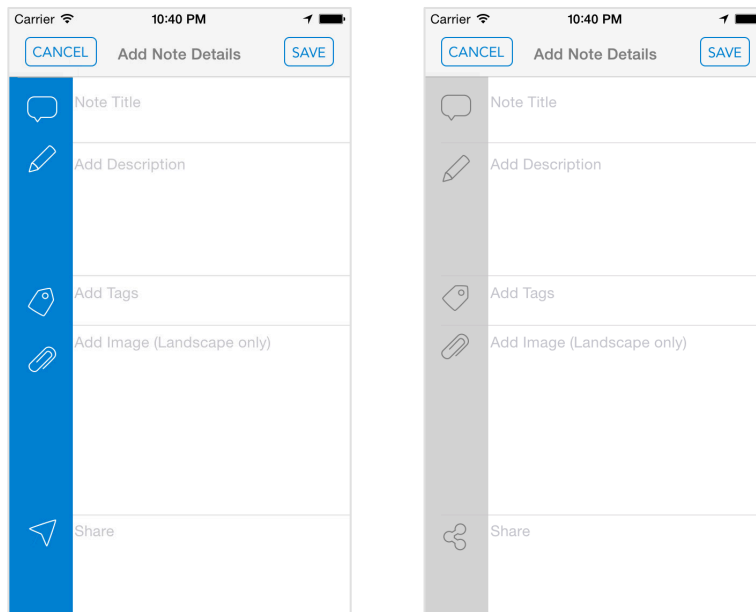 Carrier 10:40 PM
CANCEL Add Note Details SAVE
Note Title
Add Description
Add Tags
Add Image (Landscape only)
Share
Carrier 10:40 PM
CANCEL Add Note Details SAVE
Note Title
Add Description
Add Tags
Add Image (Landscape only)
Share